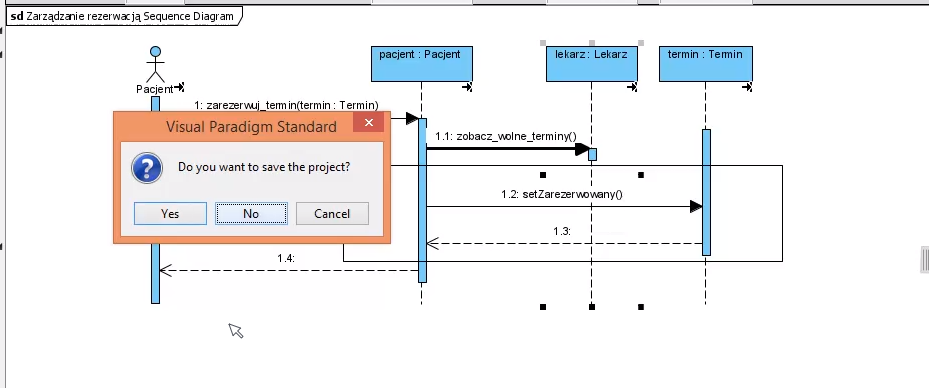 sd Zarządzanie rezerwacją Sequence Diagram
pacjent : Pacjent
lekarz : Lekarz
termin : Termin
Pacjent
1: zarezerwuj_termin(termin : Termin)
Visual Paradigm Standard
1.1: zobacz_wolne_terminy()
Do you want to save the project?
1.2: setZarezerwowany()
Yes
No
Cancel
1.3:
1.4: